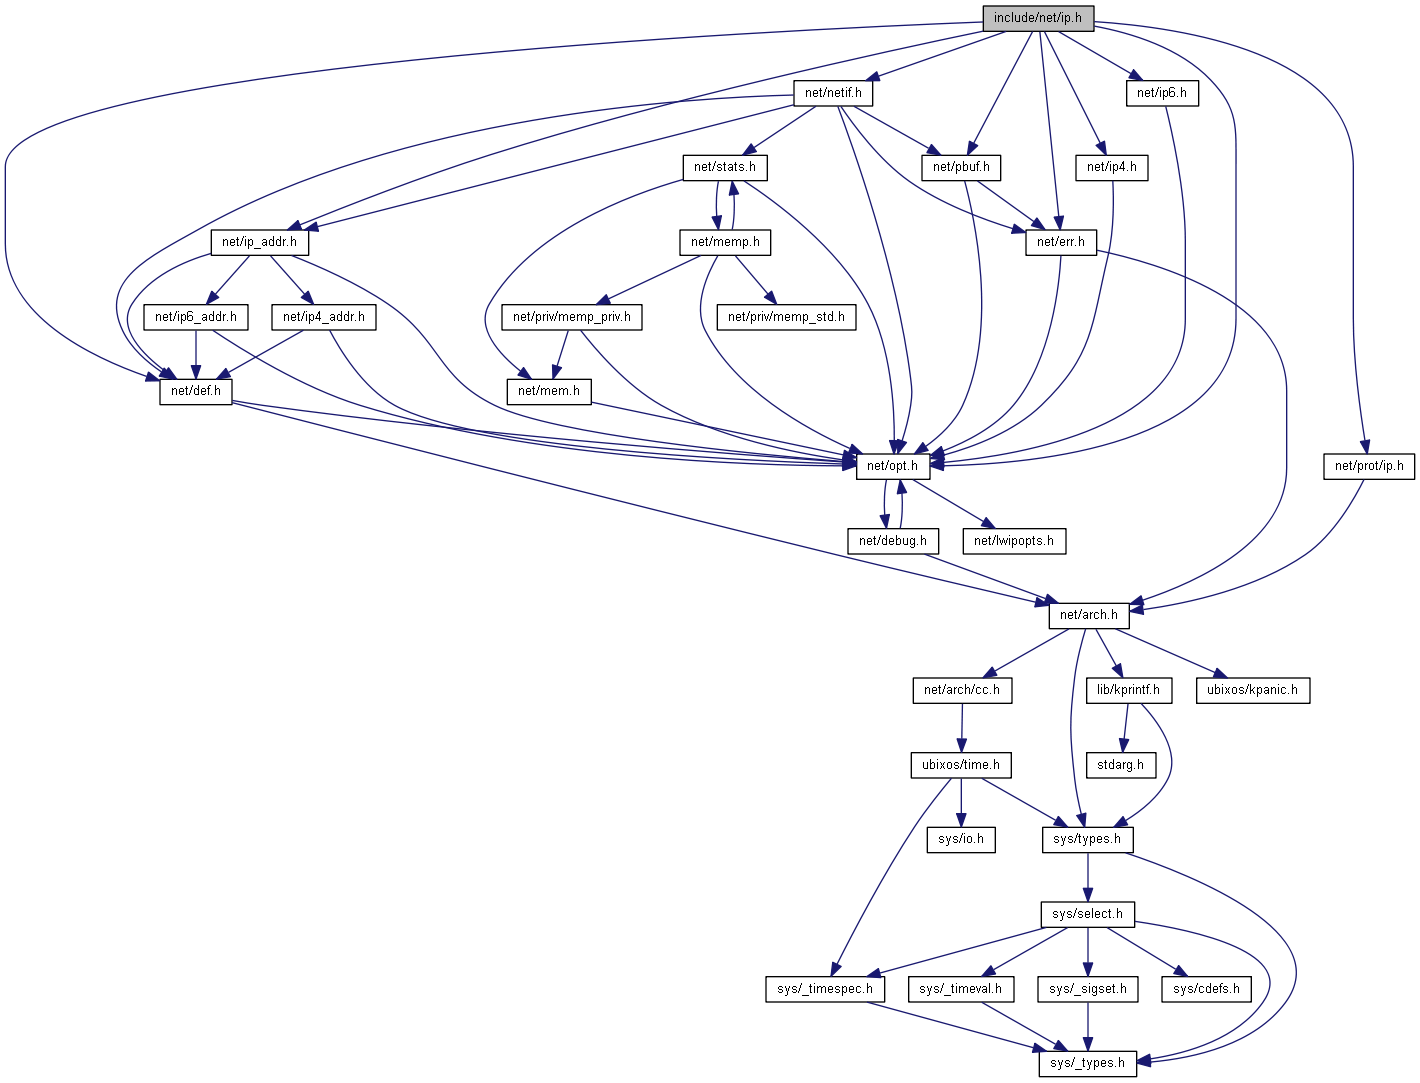 include/net/ip.h
net/netif.h
net/ip6.h
net/stats.h
net/pbuf.h
net/ip4.h
net/ip_addr.h
net/memp.h
net/err.h
net/ip6_addr.h
net/ip4_addr.h
net/priv/memp_priv.h
net/priv/memp_std.h
net/def.h
net/mem.h
net/opt.h
net/prot/ip.h
net/debug.h
net/lwipopts.h
net/arch.h
net/arch/cc.h
lib/kprintf.h
ubixos/kpanic.h
ubixos/time.h
stdarg.h
sys/io.h
sys/types.h
sys/select.h
sys/_timespec.h
sys/_timeval.h
sys/_sigset.h
sys/cdefs.h
sys/_types.h